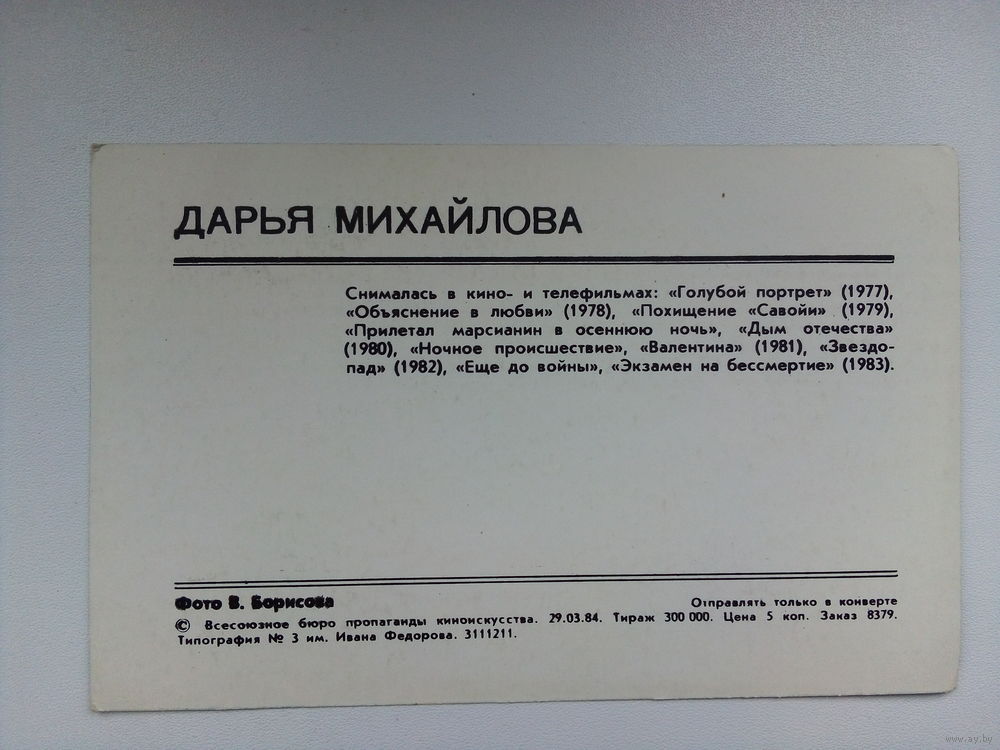 ДАРЬЯ МИХАЙЛОВА
Снималась в кино- и телефильмах: «Голубой портрет» (1977),
«Объяснение в любви» (1978), «Похищение «Савойи» (1979),
«Прилетал марсианин в осеннюю ночь», «Дым отечества»
(1980), «Ночное происшествие», «Валентина» (1981), «Звездо-
пад» (1982), «Еще до войны», «Экзамен на бессмертие» (1983).
Фото В. Борисова
Отправлять только в конверте
© Всесоюзное бюро пропаганды киноискусства. 29.03.84. Тираж 300 000. Цена 5 коп. Заказ 8379.
Типография № 3 им. Ивана Федорова. 3111211.
www.ay.by